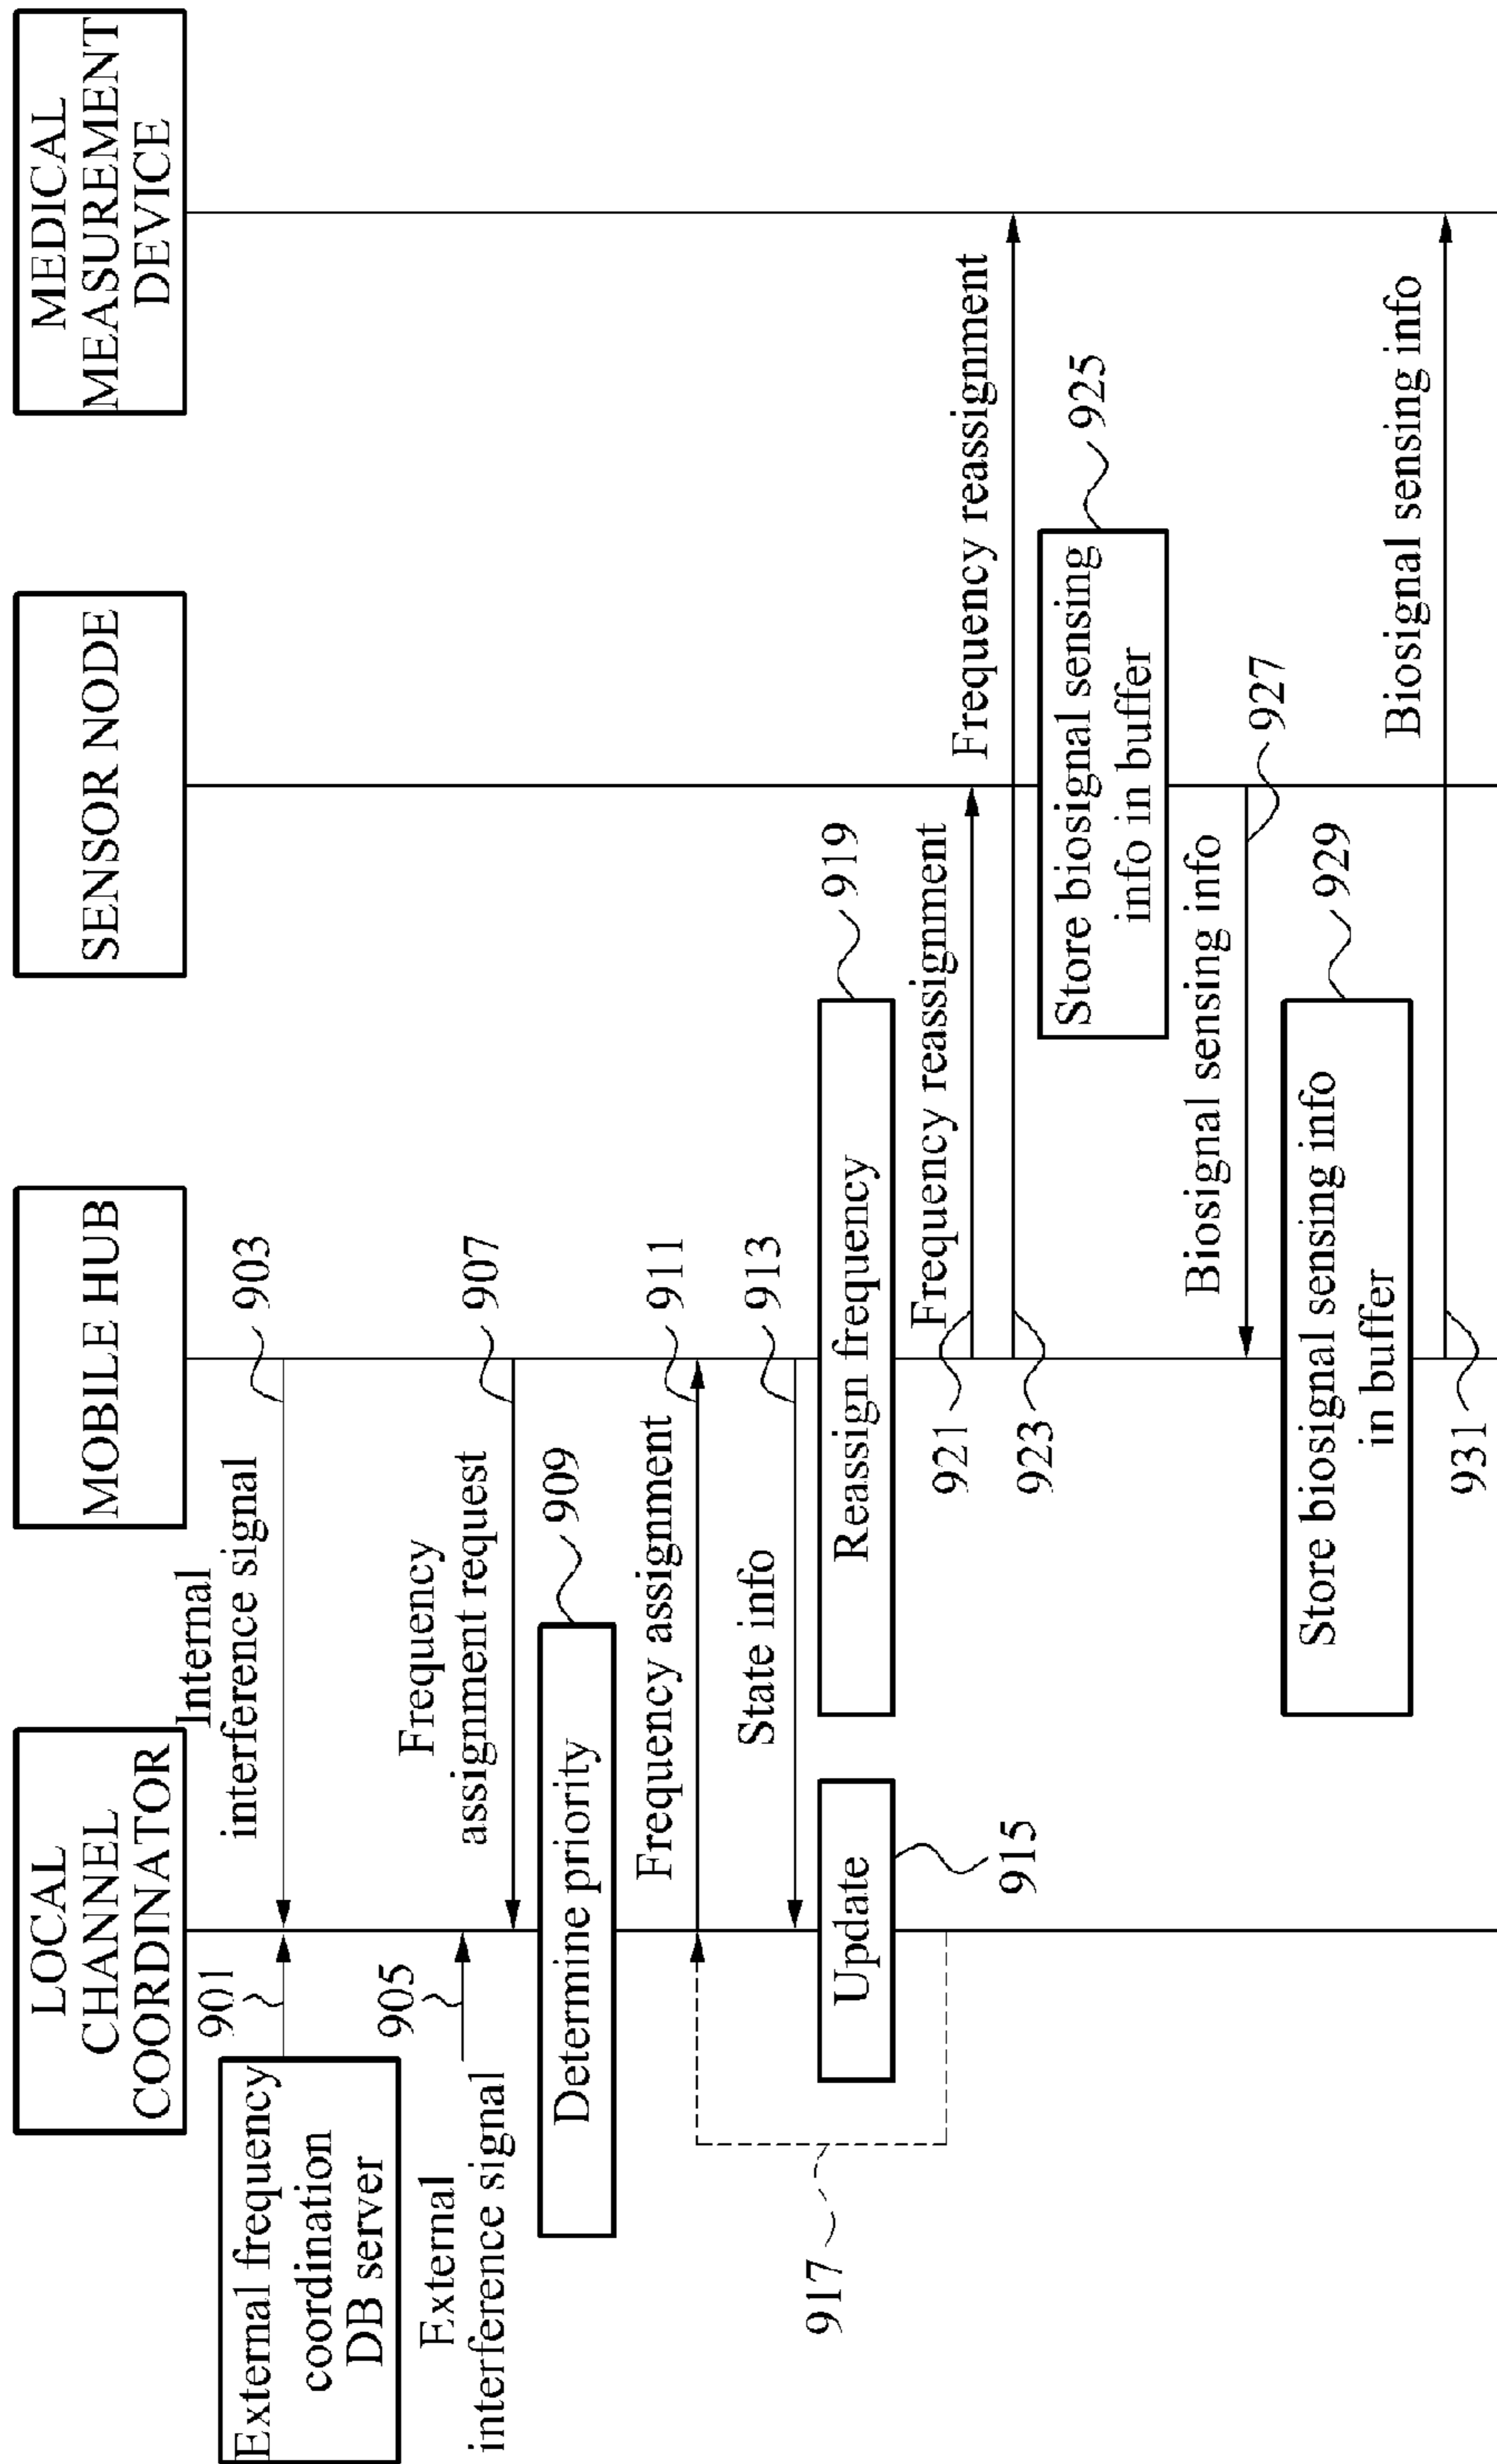 LOCAL
CHANNEL
COORDINATOR
MOBILE HUB
SENSOR NODE
MEDICAL
MEASUREMENT
DEVICE
External frequency
coordination
DB server
901
Internal
interference signal
903
External
interference signal
905
Frequency
assignment request
907
Determine priority
909
Frequency assignment
911
State info
913
Update
915
917
Reassign frequency
919
Frequency reassignment
921
Frequency reassignment
923
Store biosignal sensing
info in buffer
925
Biosignal sensing info
927
Store biosignal sensing info
in buffer
929
Biosignal sensing info
931